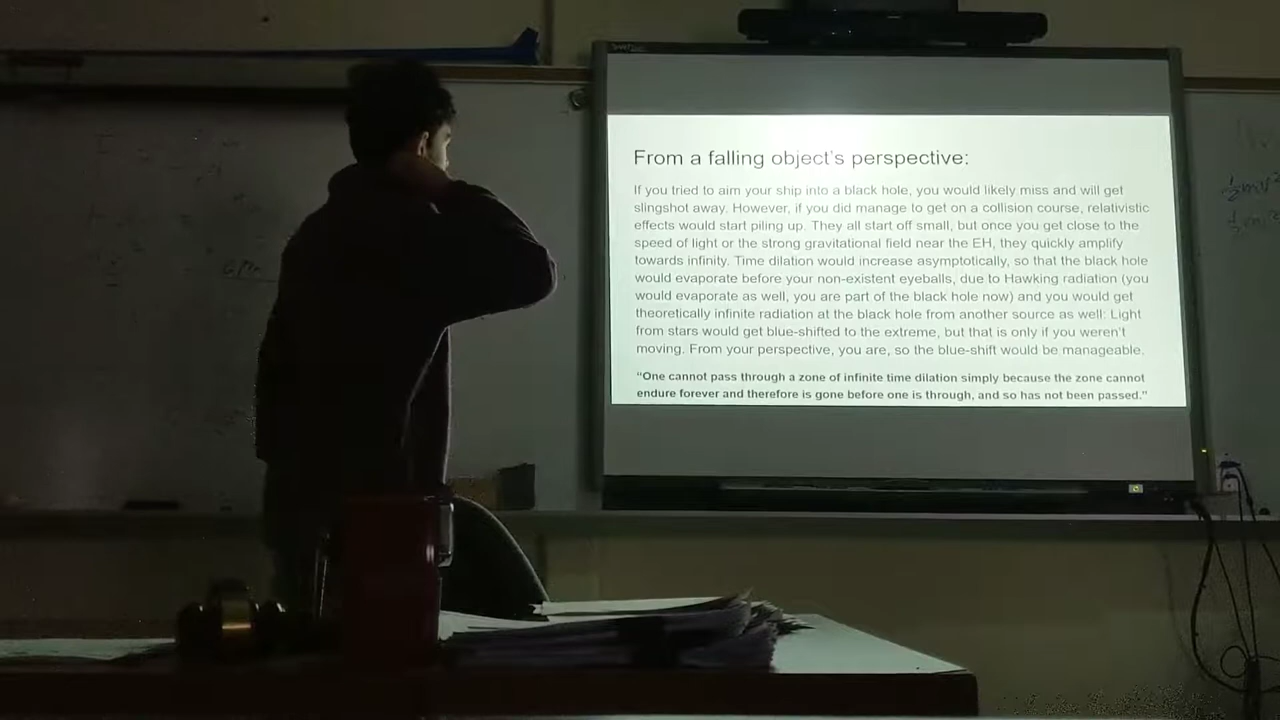 From a falling object's perspective:
If you tried to aim your ship into a black hole, you would likely miss and will get
slingshot away. However, if you did manage to get on a collision course, relativistic
effects would start piling up. They all start off small, but once you get close to the
speed of light or the strong gravitational field near the EH, they quickly amplify
towards infinity. Time dilation would increase asymptotically, so that the black hole
would evaporate before your non-existent eyeballs, due to Hawking radiation (you
would evaporate as well, you are part of the black hole now) and you would get
theoretically infinite radiation at the black hole from another source as well: Light
from stars would get blue-shifted to the extreme, but that is only if you weren't
moving. From your perspective, you are, so the blue-shift would be manageable.
“One cannot pass through a zone of infinite time dilation simply because the zone cannot
endure forever and therefore is gone before one is through, and so has not been passed.”